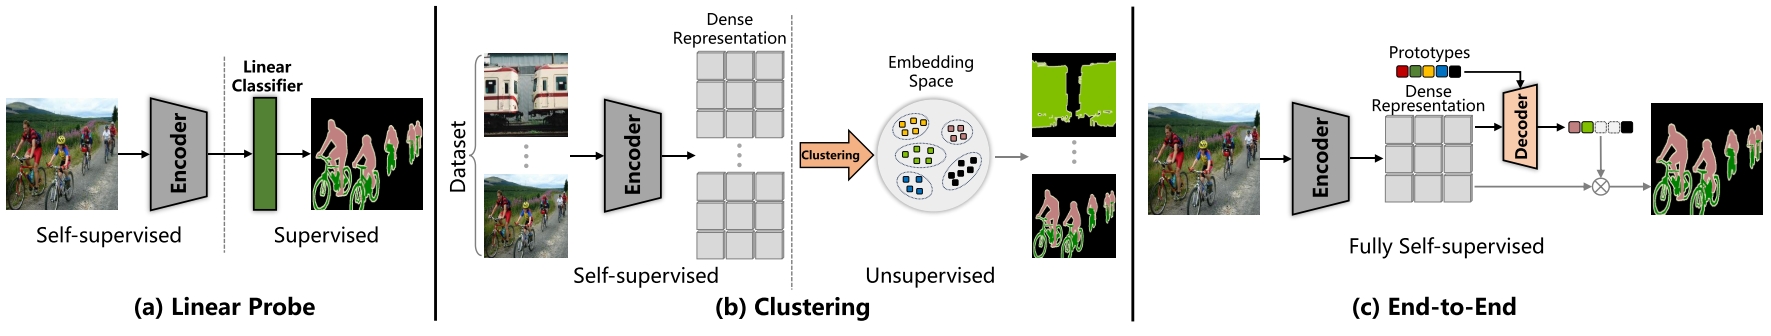 Linear
Classifier
Encoder
Self-supervised
Supervised
(a) Linear Probe
Dense
Representation
Dataset
Encoder
Clustering
Embedding
Space
Self-supervised
Unsupervised
(b) Clustering
Prototypes
Dense
Representation
Encoder
Decoder
Fully Self-supervised
(c) End-to-End